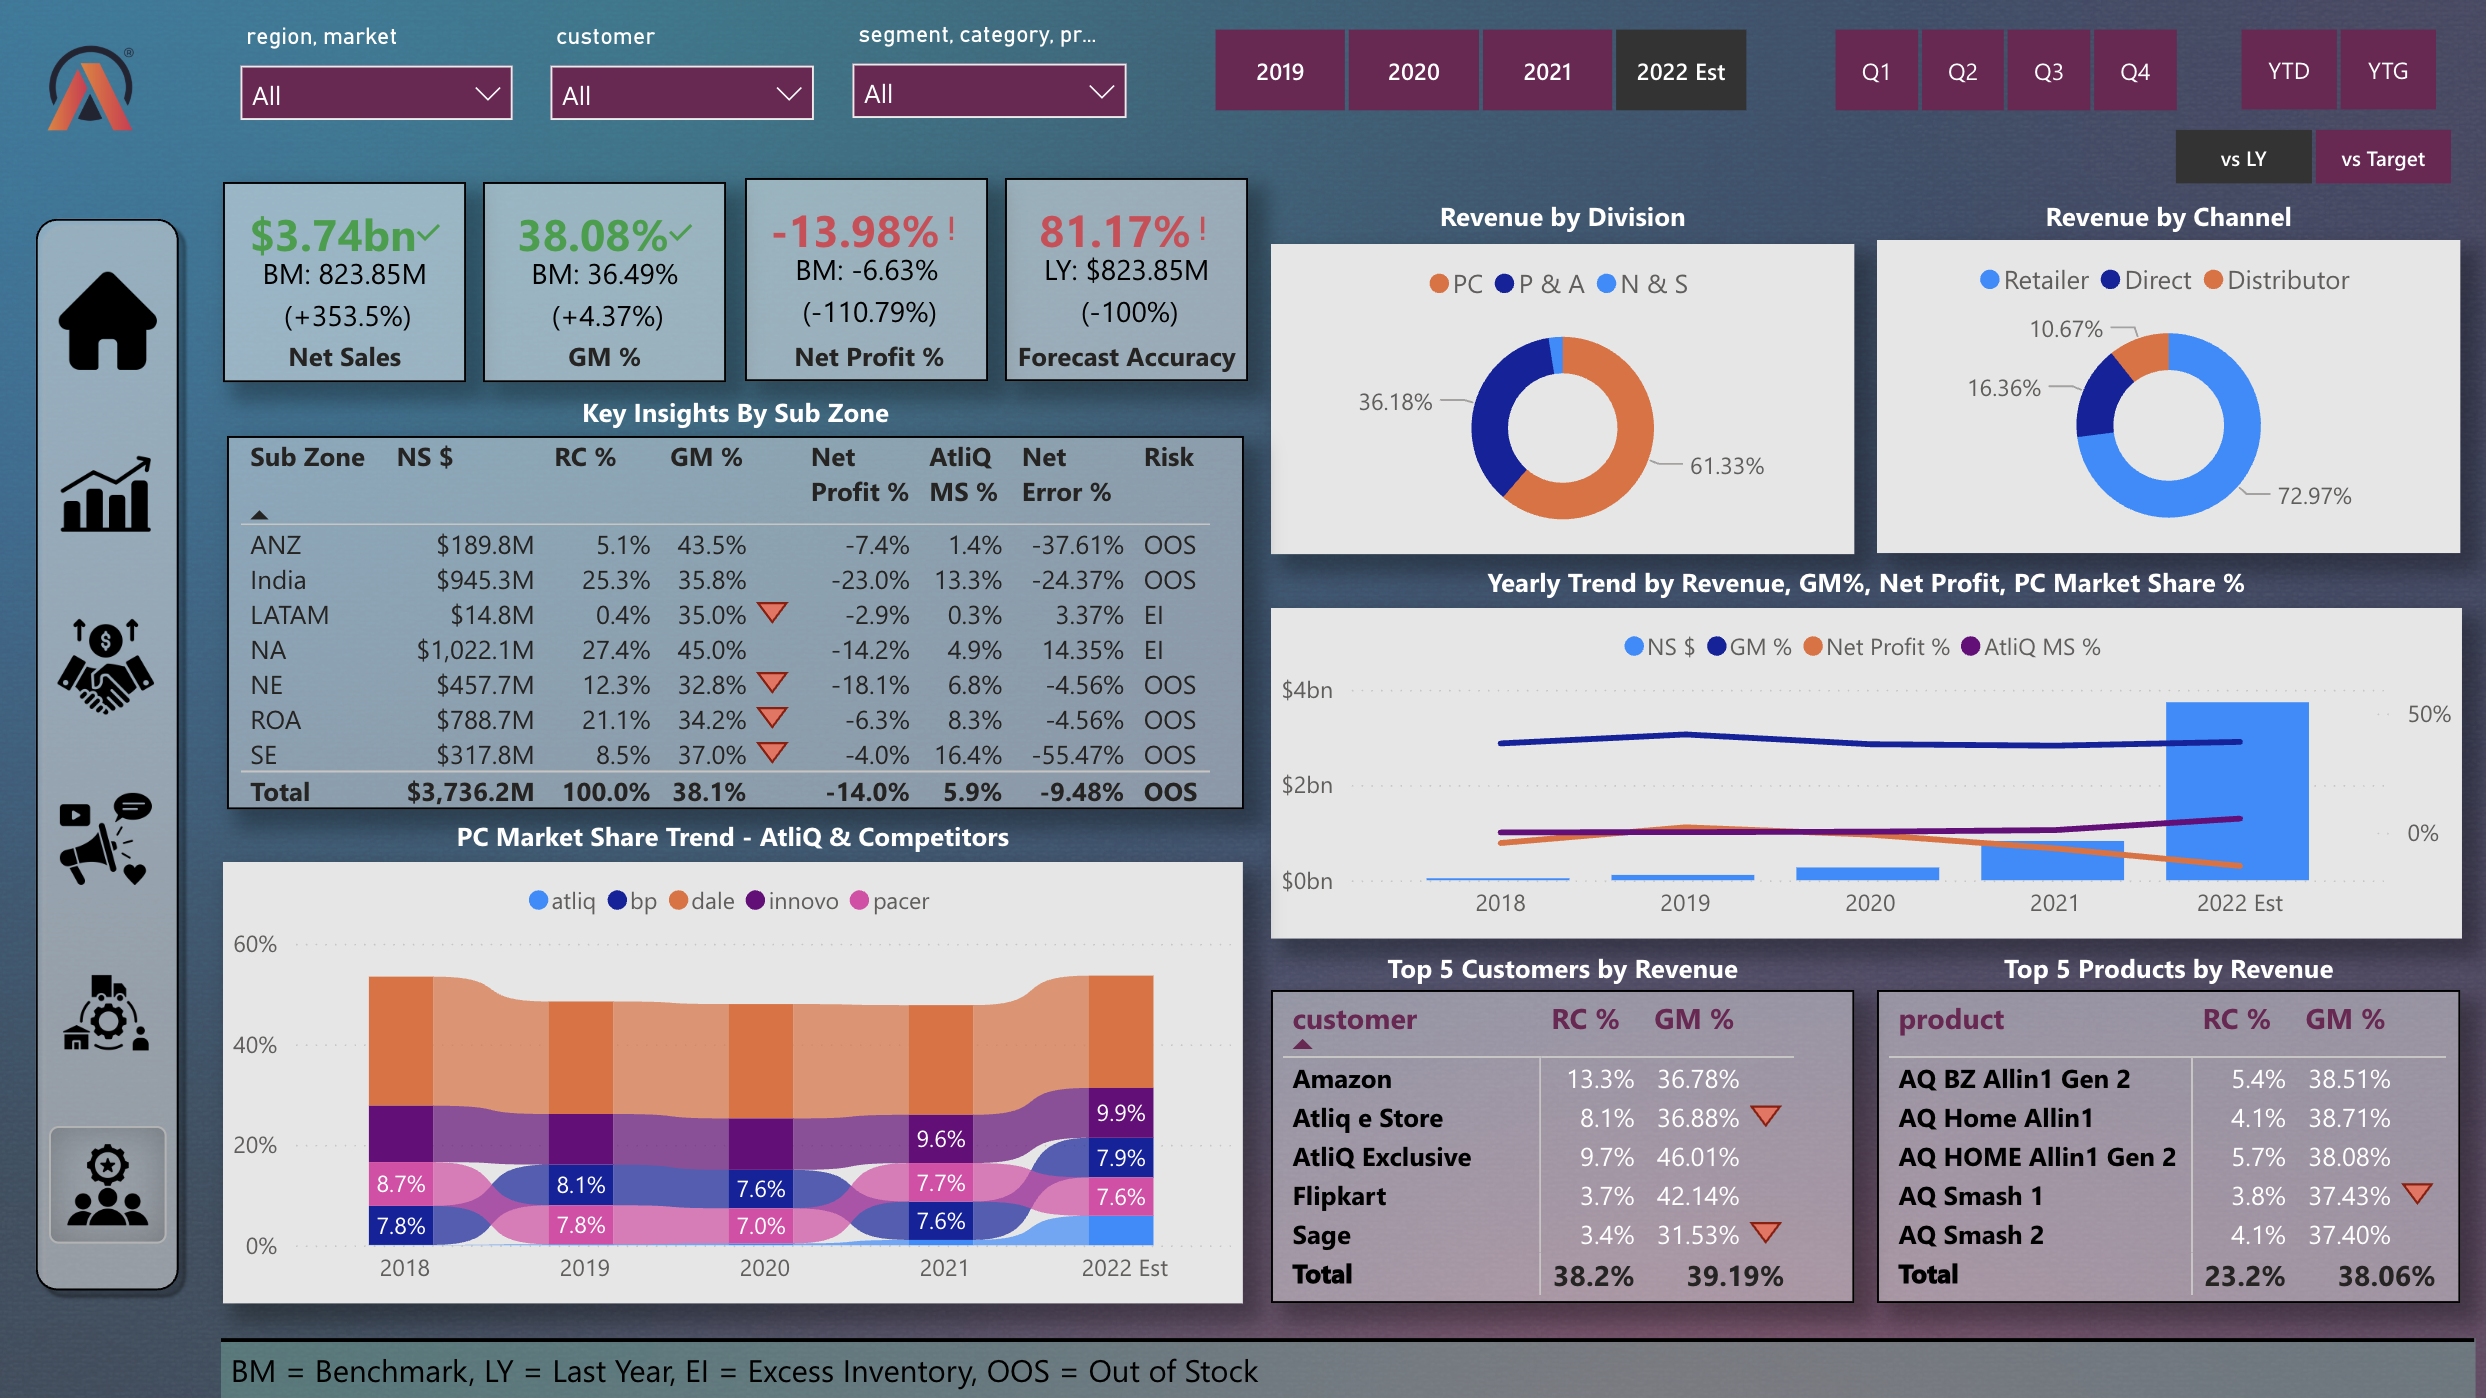 region, market
customer
segment, category, pr...
All
All
All
2019 2020 2021 2022 Est
Q1 Q2 Q3 Q4
YTD YTG
vs LY vs Target
®
$3.74bn
BM: 823.85M
(+353.5%)
Net Sales
38.08%
BM: 36.49%
(+4.37%)
GM %
-13.98% !
BM: -6.63%
(-110.79%)
Net Profit %
81.17% !
LY: $823.85M
(-100%)
Forecast Accuracy
Key Insights By Sub Zone
Sub Zone NS $ RC % GM % Net Profit % AtliQ MS % Net Error % Risk
ANZ $189.8M 5.1% 43.5% -7.4% 1.4% -37.61% OOS
India $945.3M 25.3% 35.8% -23.0% 13.3% -24.37% OOS
LATAM $14.8M 0.4% 35.0% -2.9% 0.3% 3.37% EI
NA $1,022.1M 27.4% 45.0% -14.2% 4.9% 14.35% EI
NE $457.7M 12.3% 32.8% -18.1% 6.8% -4.56% OOS
ROA $788.7M 21.1% 34.2% -6.3% 8.3% -4.56% OOS
SE $317.8M 8.5% 37.0% -4.0% 16.4% -55.47% OOS
Total $3,736.2M 100.0% 38.1% -14.0% 5.9% -9.48% OOS
PC Market Share Trend - AtliQ & Competitors
atliq bp dale innovo pacer
60%
40%
20%
0%
8.7%
7.8%
8.1%
7.8%
7.6%
7.0%
9.6%
7.7%
7.6%
9.9%
7.9%
7.6%
2018 2019 2020 2021 2022 Est
Revenue by Division
PC P & A N & S
36.18%
61.33%
Revenue by Channel
Retailer Direct Distributor
10.67%
16.36%
72.97%
Yearly Trend by Revenue, GM%, Net Profit, PC Market Share %
NS $ GM % Net Profit % AtliQ MS %
$4bn
$2bn
$0bn
50%
0%
2018 2019 2020 2021 2022 Est
Top 5 Customers by Revenue
customer RC % GM %
Amazon 13.3% 36.78%
Atliq e Store 8.1% 36.88%
AtliQ Exclusive 9.7% 46.01%
Flipkart 3.7% 42.14%
Sage 3.4% 31.53%
Total 38.2% 39.19%
Top 5 Products by Revenue
product RC % GM %
AQ BZ Allin1 Gen 2 5.4% 38.51%
AQ Home Allin1 4.1% 38.71%
AQ HOME Allin1 Gen 2 5.7% 38.08%
AQ Smash 1 3.8% 37.43%
AQ Smash 2 4.1% 37.40%
Total 23.2% 38.06%
BM = Benchmark, LY = Last Year, EI = Excess Inventory, OOS = Out of Stock